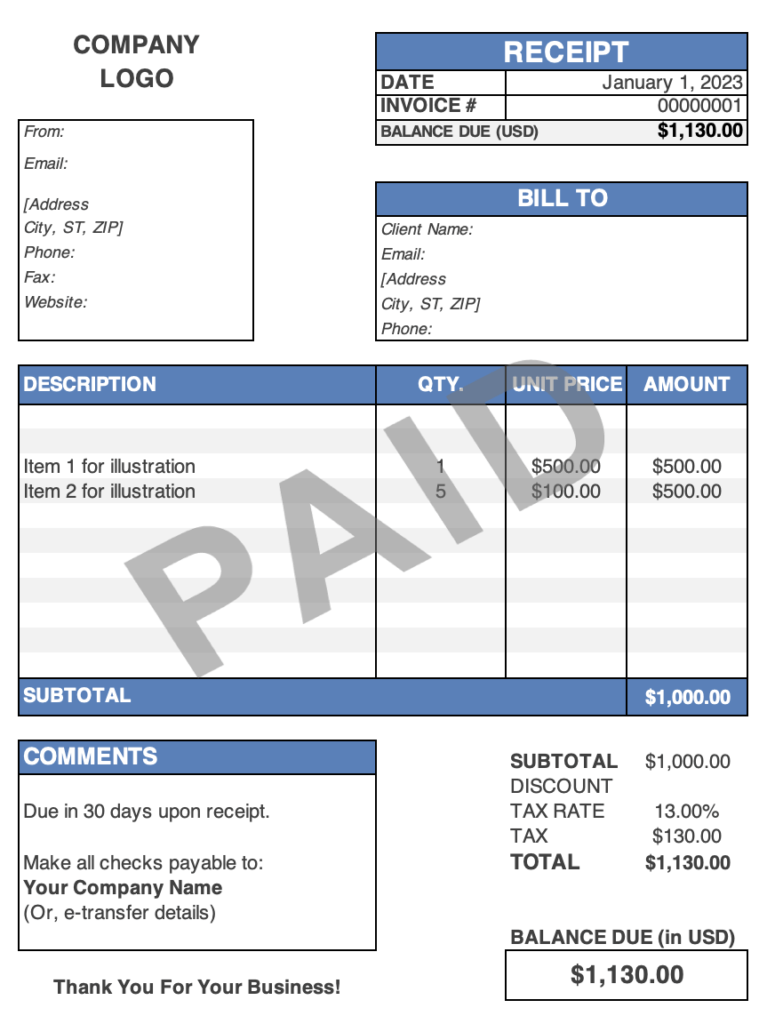 COMPANY
LOGO
RECEIPT
DATE January 1, 2023
INVOICE # 00000001
BALANCE DUE (USD) $1,130.00
From:
Email:
[Address
City, ST, ZIP]
Phone:
Fax:
Website:
BILL TO
Client Name:
Email:
[Address
City, ST, ZIP]
Phone:
DESCRIPTION QTY. UNIT PRICE AMOUNT
Item 1 for illustration 1 $500.00 $500.00
Item 2 for illustration 5 $100.00 $500.00
PAID
SUBTOTAL $1,000.00
COMMENTS
Due in 30 days upon receipt.
Make all checks payable to:
Your Company Name
(Or, e-transfer details)
SUBTOTAL $1,000.00
DISCOUNT
TAX RATE 13.00%
TAX $130.00
TOTAL $1,130.00
BALANCE DUE (in USD)
$1,130.00
Thank You For Your Business!